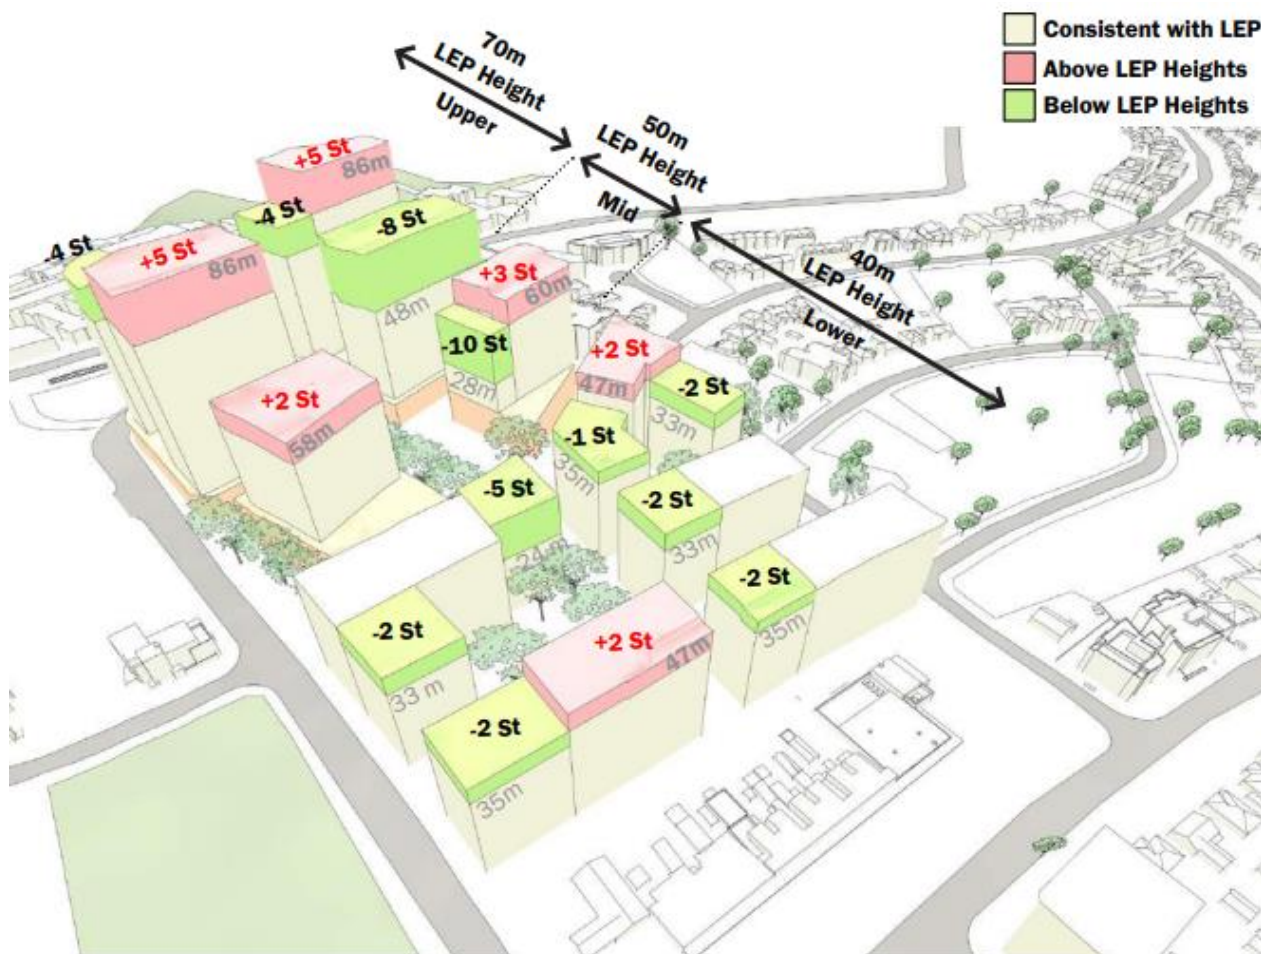 Consistent with LEP
Above LEP Heights
Below LEP Heights
70m
LEP Height
Upper
50m
LEP Height
Mid
40m
LEP Height
Lower
+5 St
86m
-4 St
-8 St
48m
-4 St
+5 St
86m
+3 St
60m
-10 St
28m
+2 St
47m
-2 St
33m
+2 St
58m
-1 St
35m
-5 St
24m
-2 St
33m
-2 St
35m
-2 St
33 m
+2 St
47m
-2 St
35m